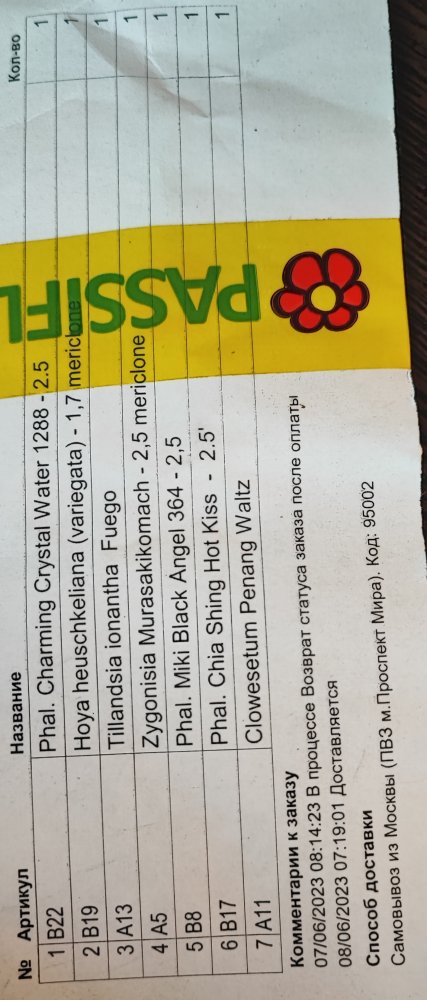 № Артикул Название Кол-во
1 B22 Phal. Charming Crystal Water 1288 - 2.5 1
2 B19 Hoya heuschkeliana (variegata) - 1,7 mericlone 1
3 A13 Tillandsia ionantha Fuego 1
4 A5 Zygonisia Murasakikomach - 2,5 mericlone 1
5 B8 Phal. Miki Black Angel 364 - 2,5 1
6 B17 Phal. Chia Shing Hot Kiss - 2.5' 1
7 A11 Clowesetum Penang Waltz 1
PASSiFL
Комментарии к заказу
07/06/2023 08:14:23 В процессе Возврат статуса заказа после оплаты
08/06/2023 07:19:01 Доставляется
Способ доставки
Самовывоз из Москвы (ПВЗ м.Проспект Мира). Код: 95002